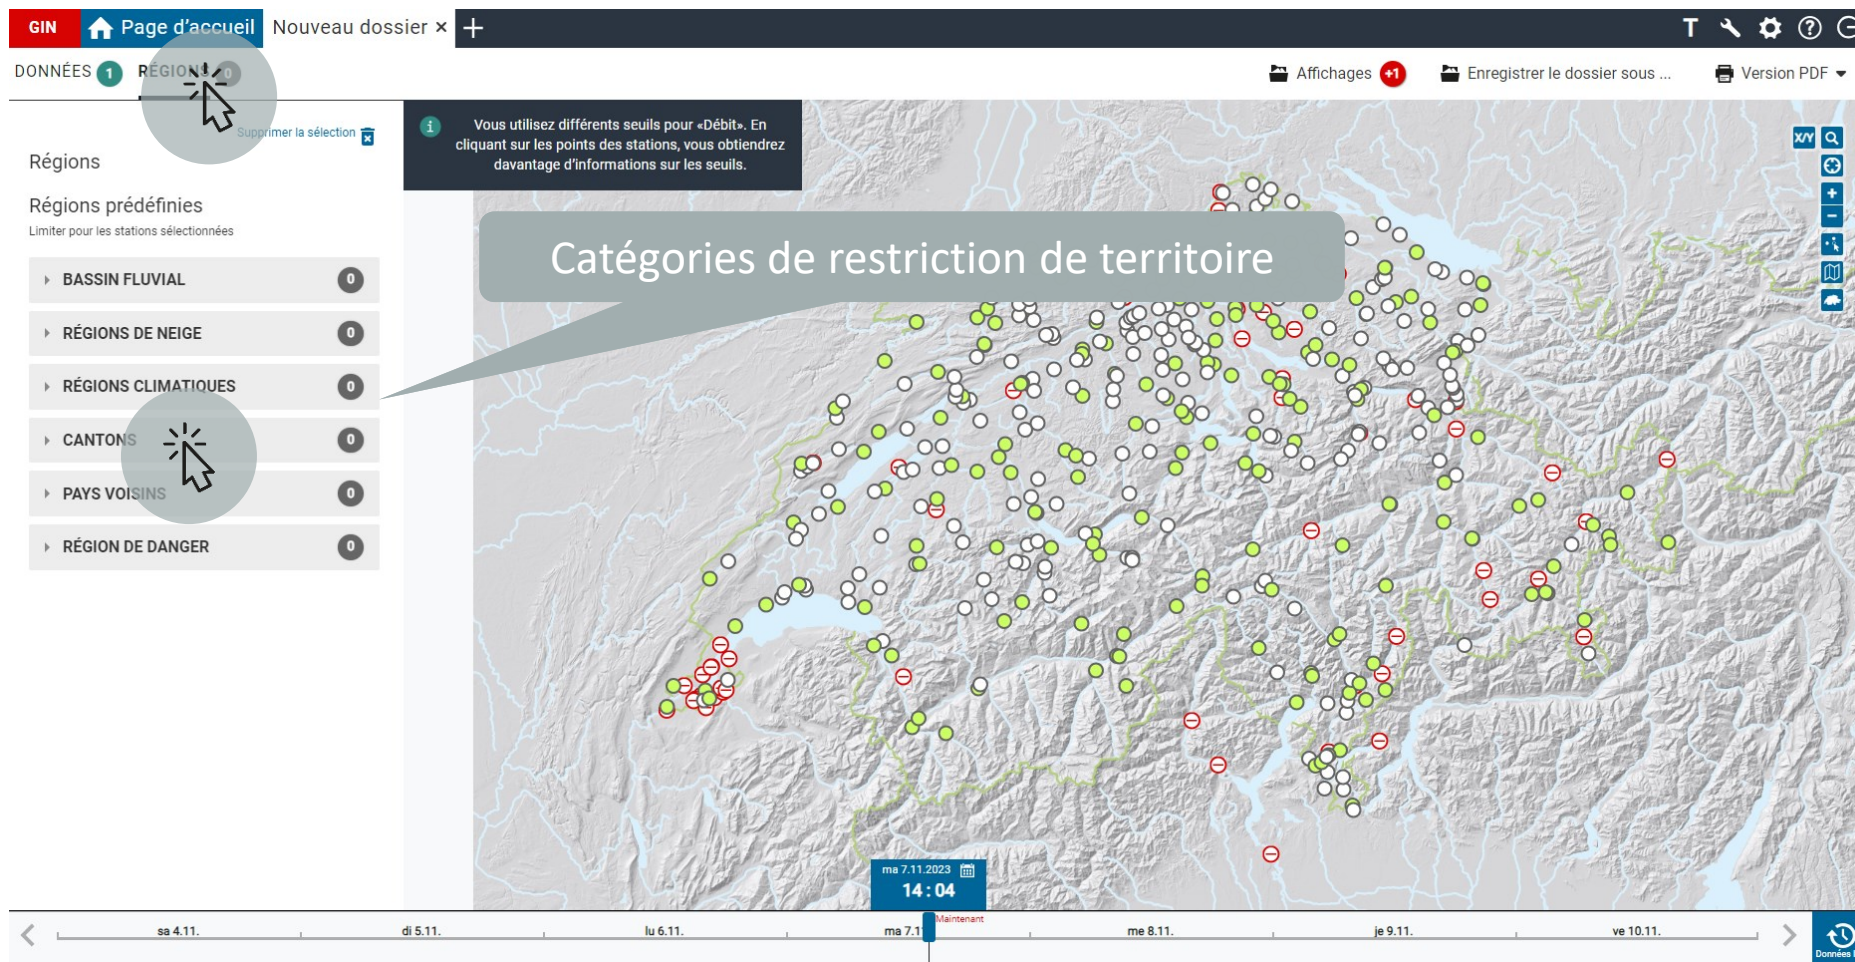 GIN
Page d'accueil
Nouveau dossier × +
T
DONNÉES 1
RÉGIONS 0
Affichages +1
Enregistrer le dossier sous ...
Version PDF
Supprimer la sélection
Régions
Régions prédéfinies
Limiter pour les stations sélectionnées
BASSIN FLUVIAL 0
RÉGIONS DE NEIGE 0
RÉGIONS CLIMATIQUES 0
CANTONS 0
PAYS VOISINS 0
RÉGION DE DANGER 0
i
Vous utilisez différents seuils pour «Débit». En
cliquant sur les points des stations, vous obtiendrez
davantage d'informations sur les seuils.
Catégories de restriction de territoire
X/Y
ma 7.11.2023
14 : 04
Maintenant
sa 4.11.
di 5.11.
lu 6.11.
ma 7.1
me 8.11.
je 9.11.
ve 10.11.
Données